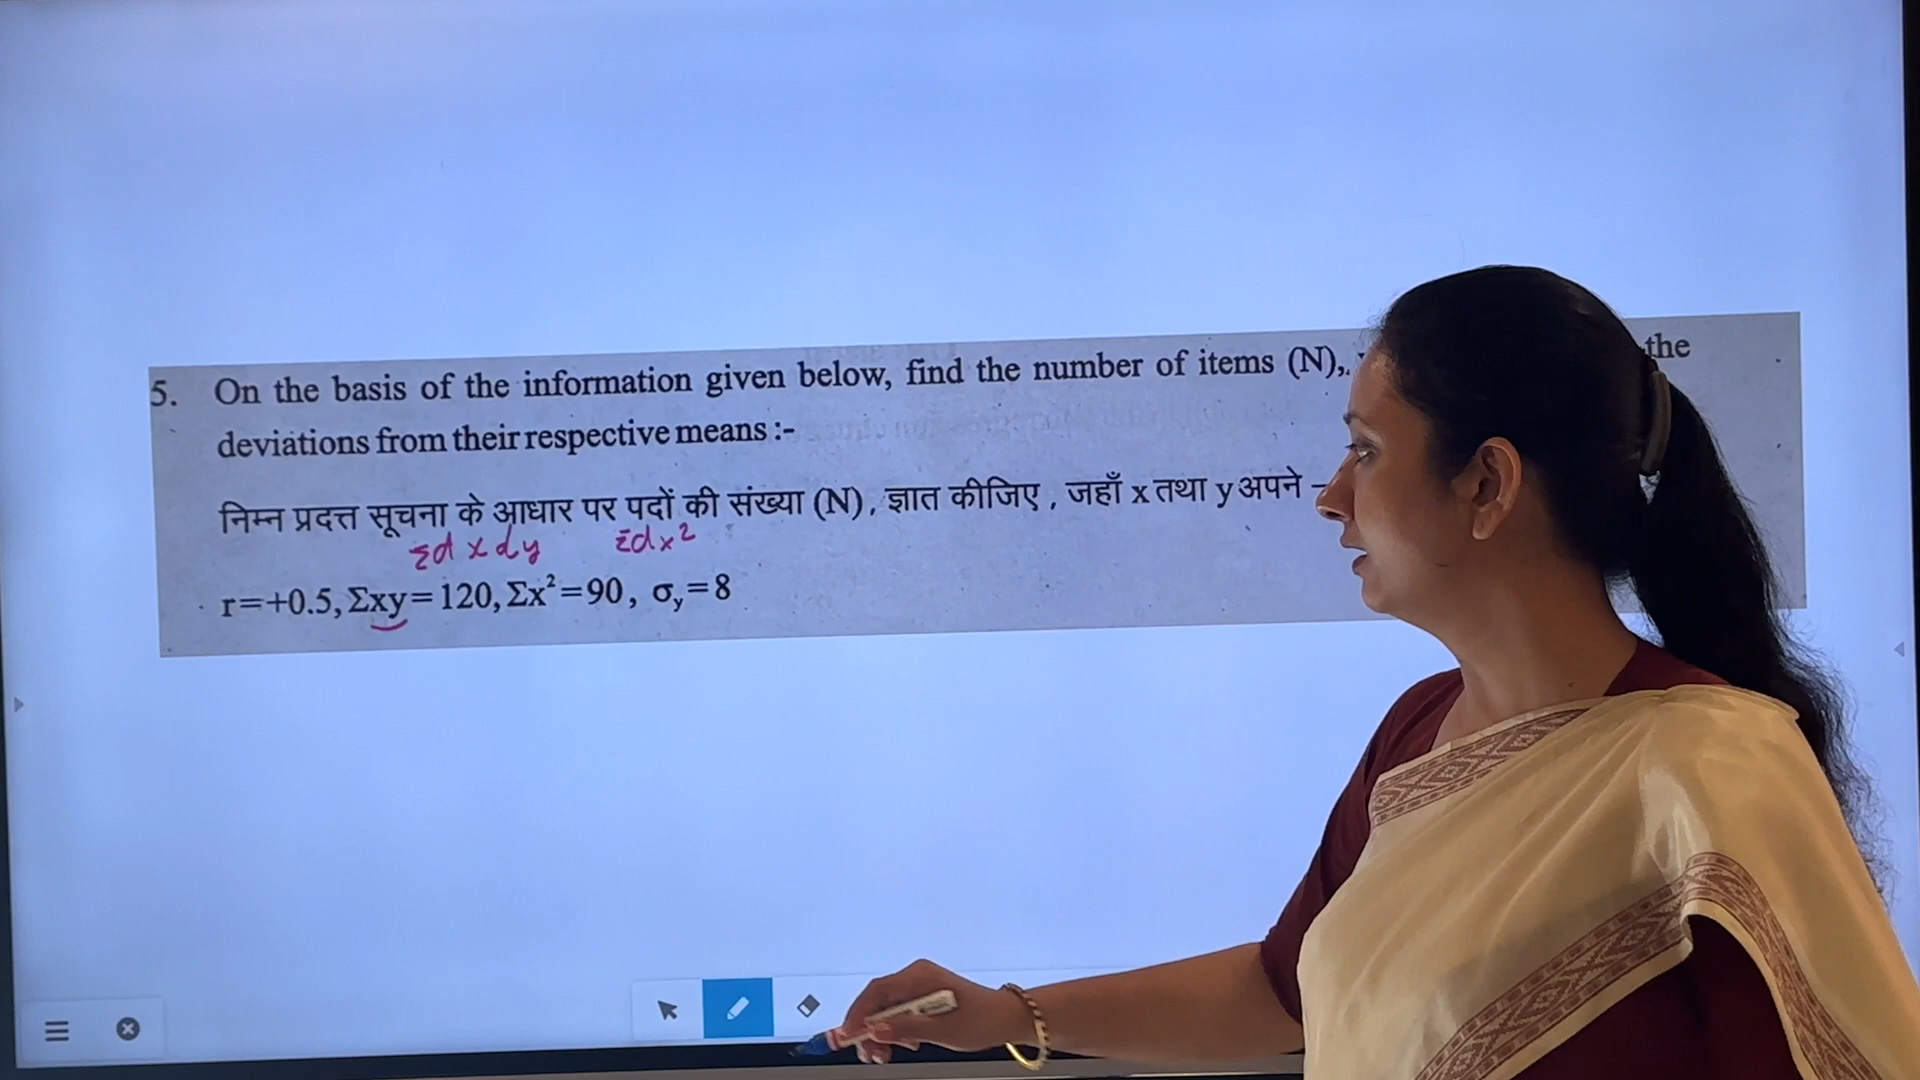 5. On the basis of the information given below, find the number of items (N), the
deviations from their respective means :-
निम्न प्रदत्त सूचना के आधार पर पदों की संख्या (N), ज्ञात कीजिए , जहाँ x तथा y अपने
Σdxdy Σdx²
r=+0.5, Σxy=120, Σx²=90, σy=8